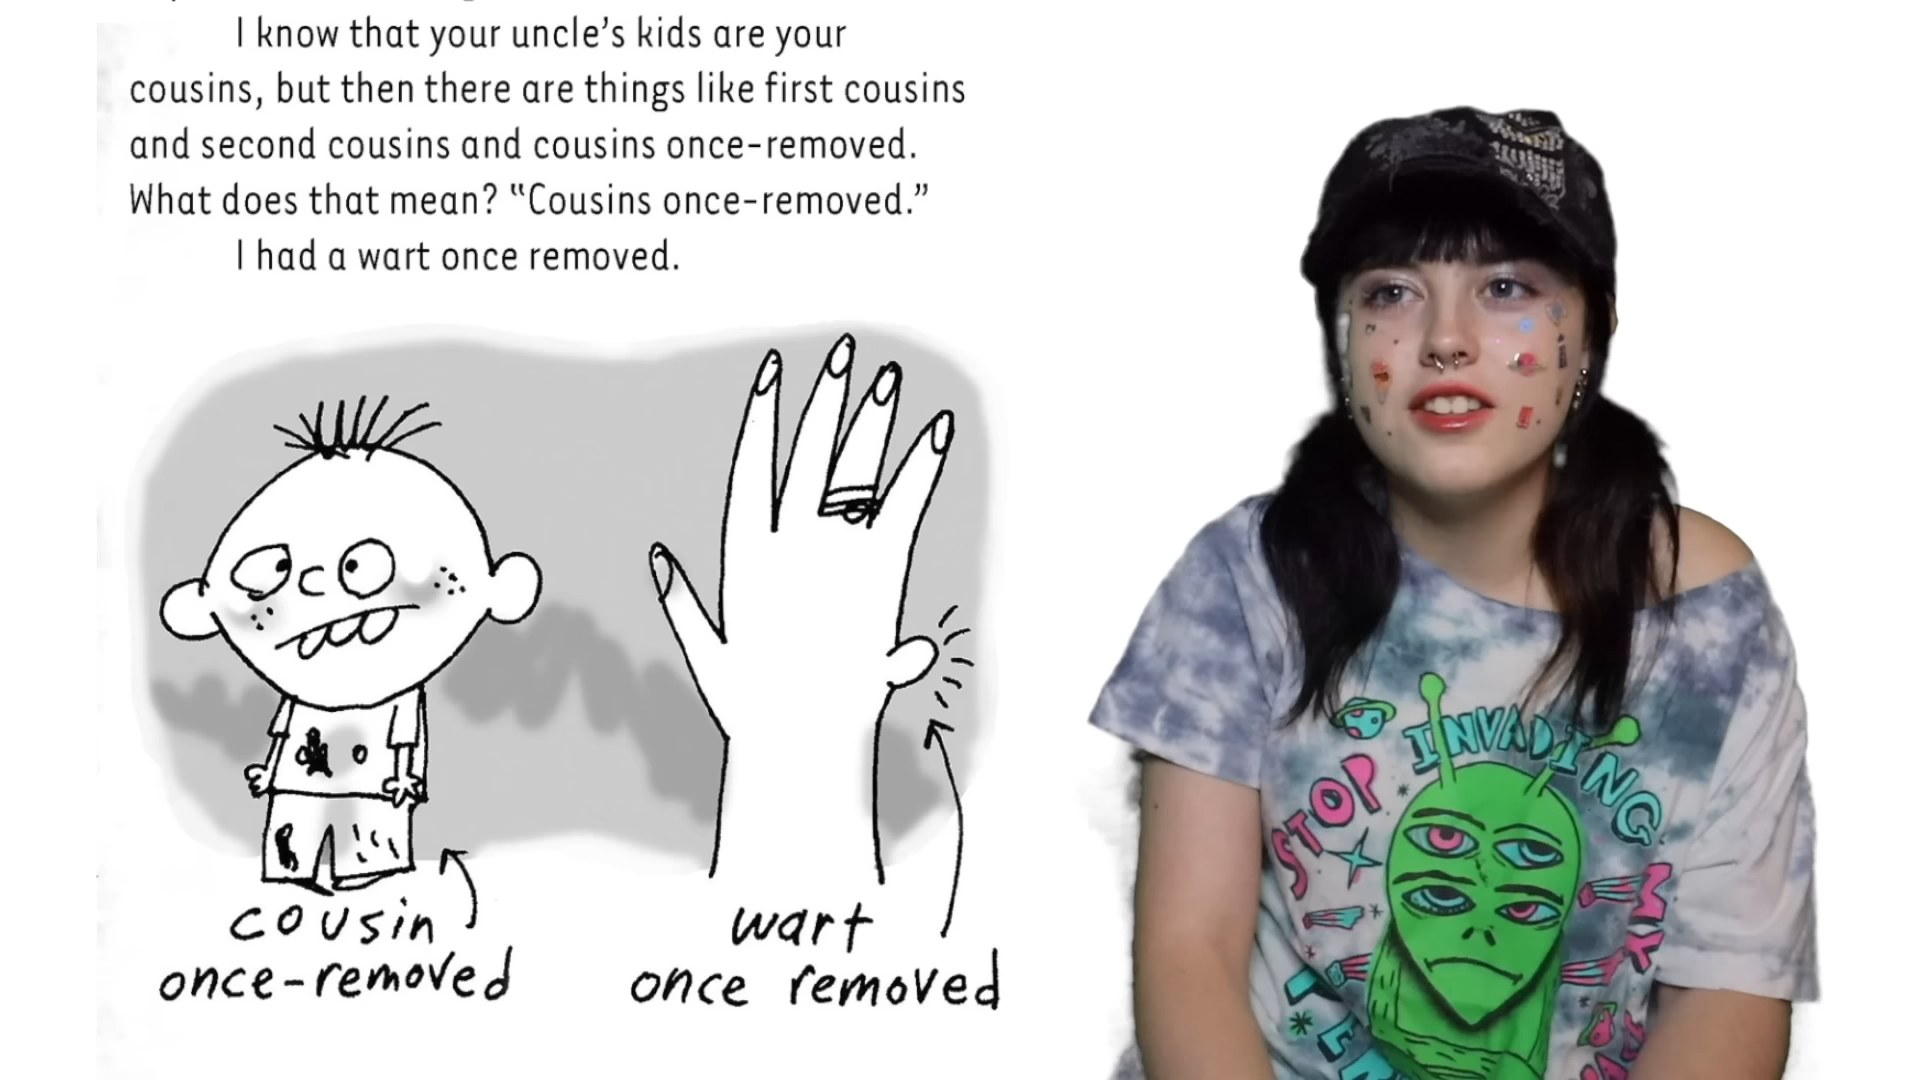 I know that your uncle’s kids are your
cousins, but then there are things like first cousins
and second cousins and cousins once-removed.
What does that mean? “Cousins once-removed.”
I had a wart once removed.
cousin
once-removed
wart
once removed
STOP INVADING
MY